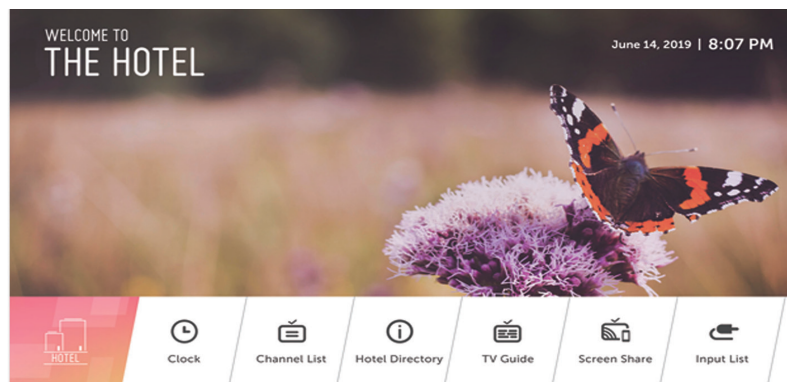 WELCOME TO
THE HOTEL
June 14, 2019 | 8:07 PM
HOTEL
Clock
Channel List
Hotel Directory
TV Guide
Screen Share
Input List